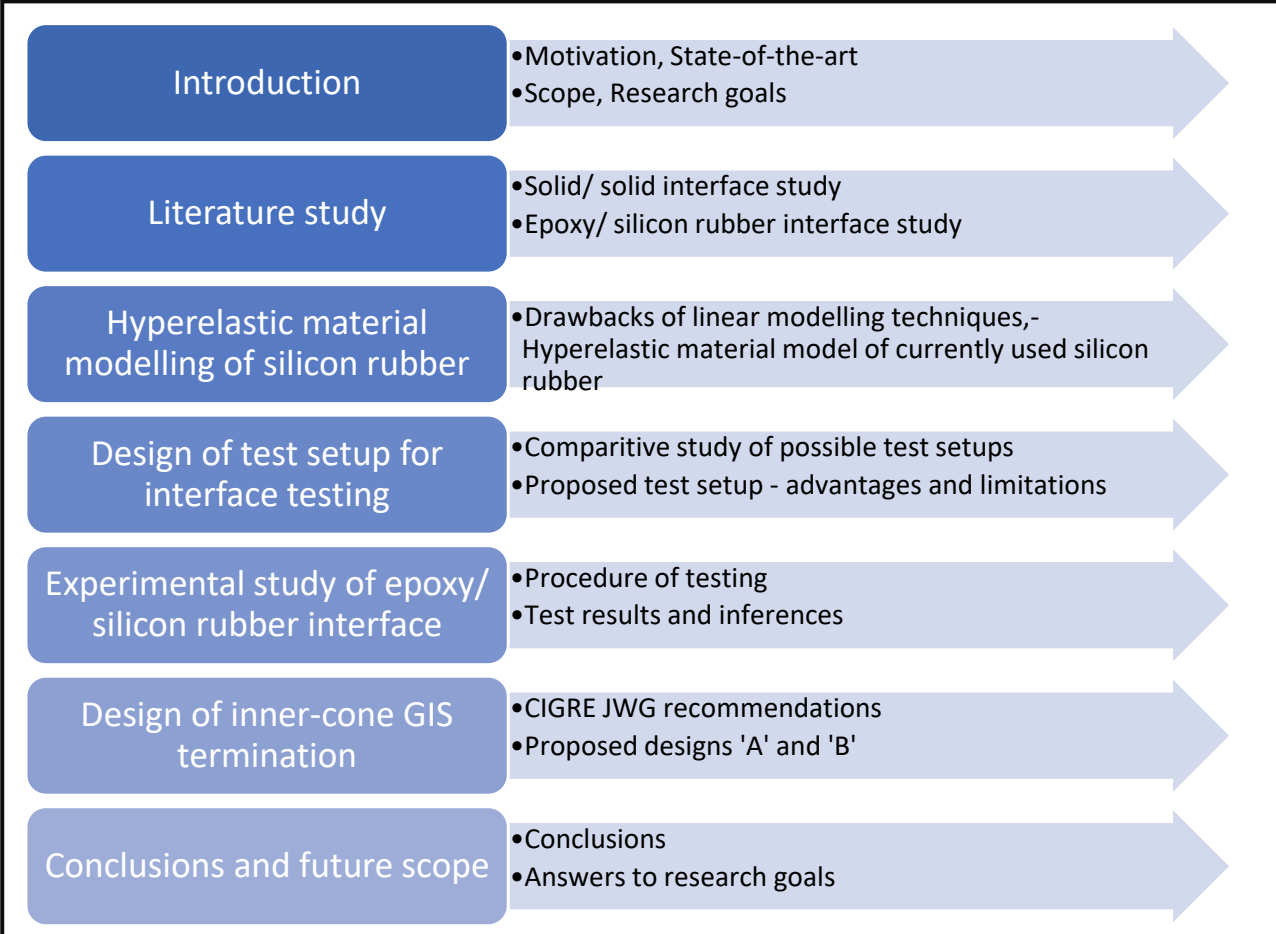 Introduction
•Motivation, State-of-the-art
•Scope, Research goals
Literature study
•Solid/ solid interface study
•Epoxy/ silicon rubber interface study
Hyperelastic material
modelling of silicon rubber
•Drawbacks of linear modelling techniques,-
Hyperelastic material model of currently used silicon
rubber
Design of test setup for
interface testing
•Comparitive study of possible test setups
•Proposed test setup - advantages and limitations
Experimental study of epoxy/
silicon rubber interface
•Procedure of testing
•Test results and inferences
Design of inner-cone GIS
termination
•CIGRE JWG recommendations
•Proposed designs 'A' and 'B'
Conclusions and future scope
•Conclusions
•Answers to research goals